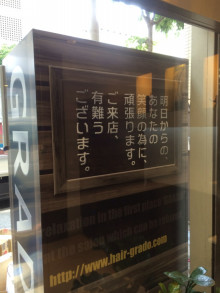 明日からの
あなたの
笑顔の為に、
頑張ります。
ご来店、
有難う
ございます。
GRAD
http://www.hair-grade.com